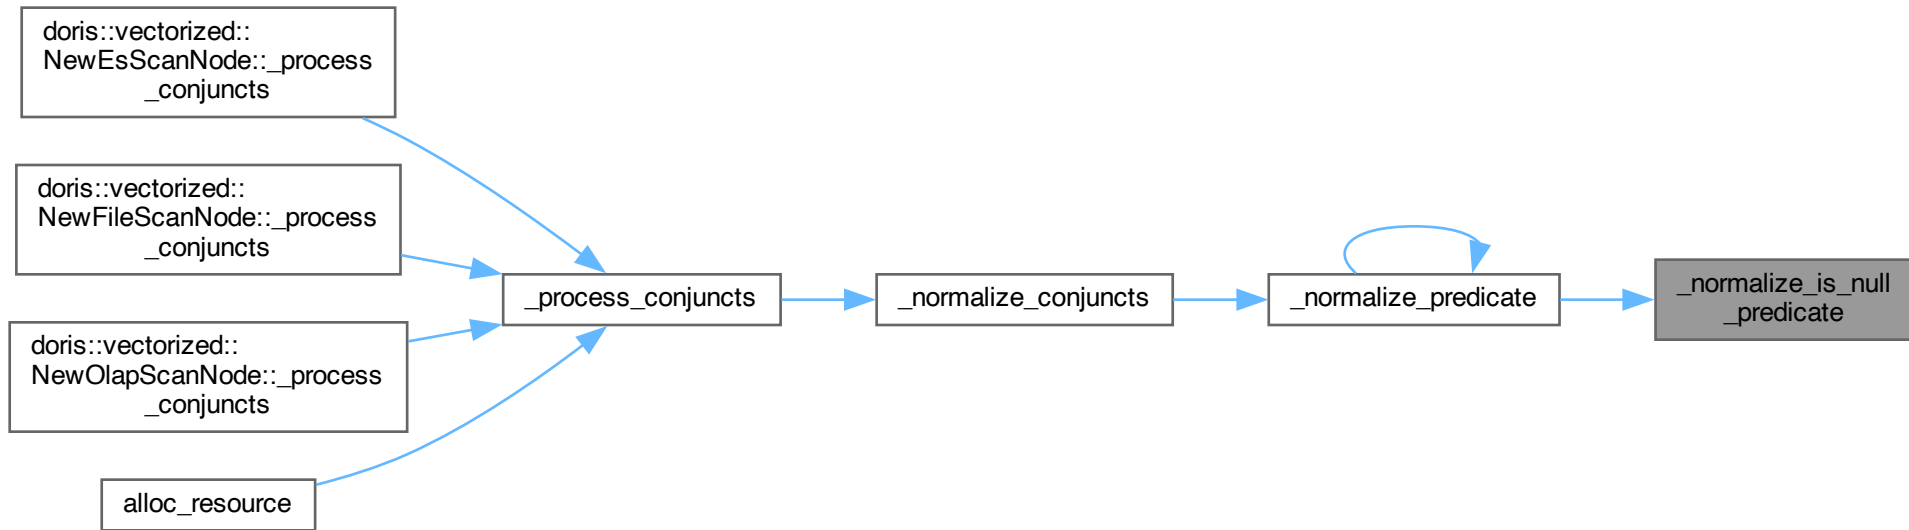 doris::vectorized::
NewEsScanNode::_process
_conjuncts
doris::vectorized::
NewFileScanNode::_process
_conjuncts
doris::vectorized::
NewOlapScanNode::_process
_conjuncts
alloc_resource
_process_conjuncts
_normalize_conjuncts
_normalize_predicate
_normalize_is_null
_predicate